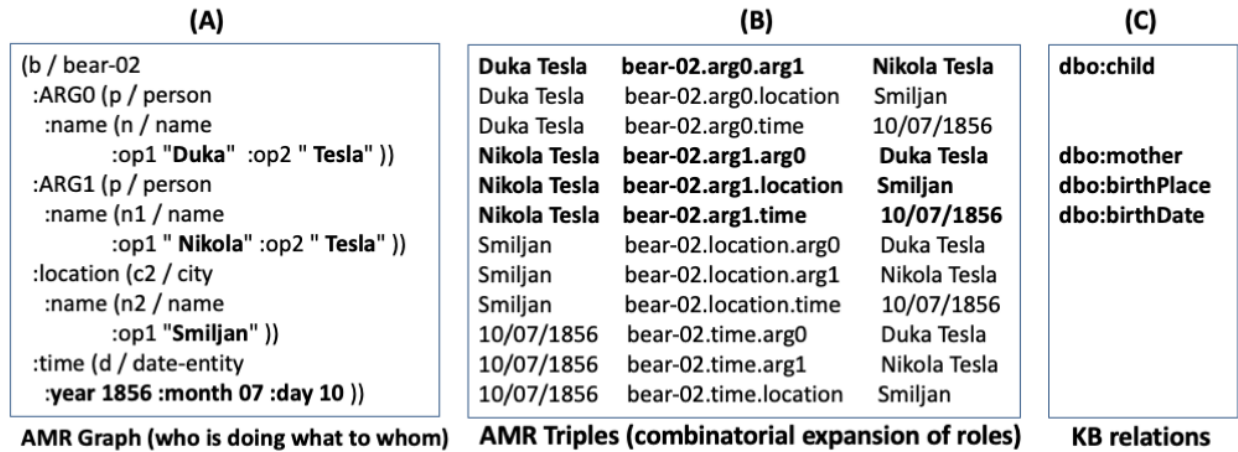 (A)
(b / bear-02
:ARG0 (p / person
:name (n / name
:op1 "Duka" :op2 " Tesla" ))
:ARG1 (p / person
:name (n1 / name
:op1 " Nikola" :op2 " Tesla" ))
:location (c2 / city
:name (n2 / name
:op1 "Smiljan" ))
:time (d / date-entity
:year 1856 :month 07 :day 10 ))
AMR Graph (who is doing what to whom)
(B)
Duka Tesla bear-02.arg0.arg1 Nikola Tesla
Duka Tesla bear-02.arg0.location Smiljan
Duka Tesla bear-02.arg0.time 10/07/1856
Nikola Tesla bear-02.arg1.arg0 Duka Tesla
Nikola Tesla bear-02.arg1.location Smiljan
Nikola Tesla bear-02.arg1.time 10/07/1856
Smiljan bear-02.location.arg0 Duka Tesla
Smiljan bear-02.location.arg1 Nikola Tesla
Smiljan bear-02.location.time 10/07/1856
10/07/1856 bear-02.time.arg0 Duka Tesla
10/07/1856 bear-02.time.arg1 Nikola Tesla
10/07/1856 bear-02.time.location Smiljan
AMR Triples (combinatorial expansion of roles)
(C)
dbo:child
dbo:mother
dbo:birthPlace
dbo:birthDate
KB relations